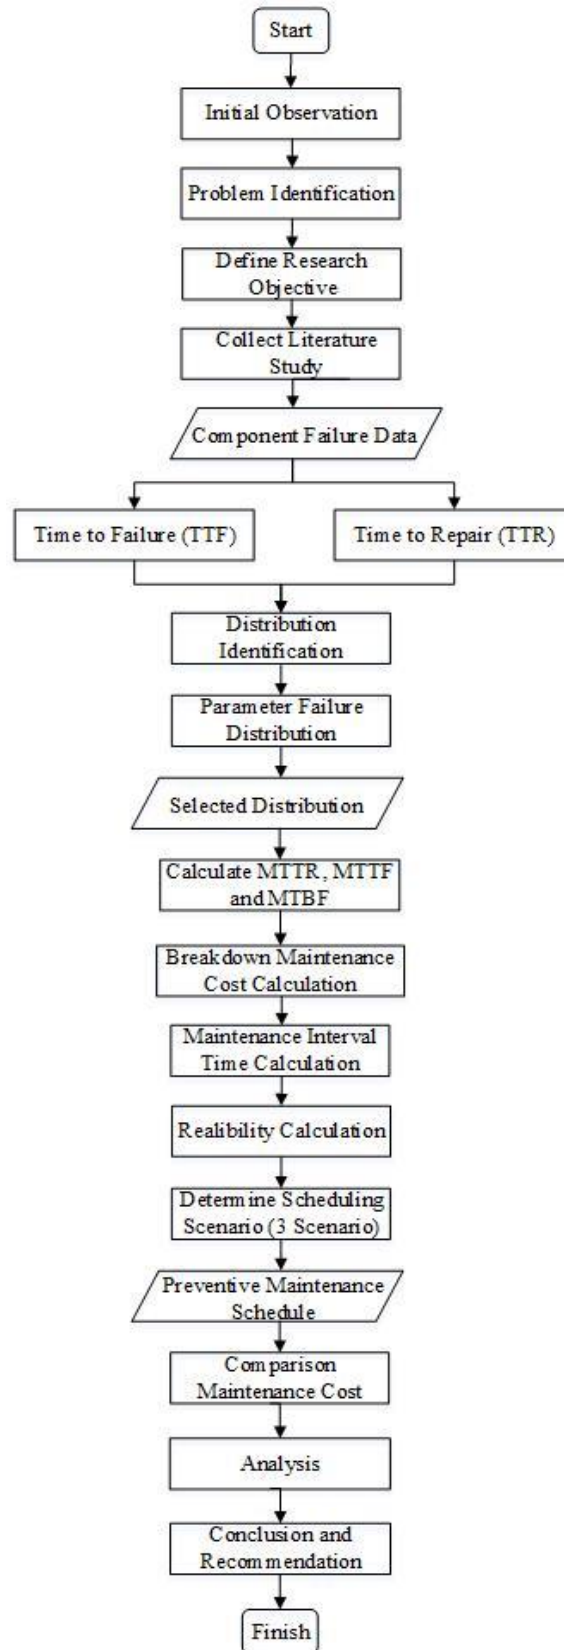 Start
Initial Observation
Problem Identification
Define Research
Objective
Collect Literature
Study
Component Failure Data
Time to Failure (TTF)
Time to Repair (TTR)
Distribution
Identification
Parameter Failure
Distribution
Selected Distribution
Calculate MTTR, MTTF
and MTBF
Breakdown Maintenance
Cost Calculation
Maintenance Interval
Time Calculation
Realibility Calculation
Determine Scheduling
Scenario (3 Scenario)
Preventive Maintenance
Schedule
Comparison
Maintenance Cost
Analysis
Conclusion and
Recommendation
Finish